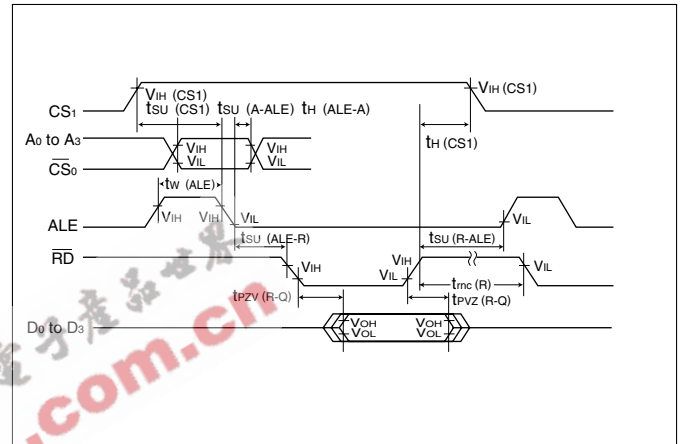 VIH (CS1) VIH (CS1)
CS1 tSU (CS1) tSU (A-ALE) tH (ALE-A)
tH (CS1)
A0 to A3 VIH VIH
CS0 VIL VIL
tW (ALE)
ALE VIH VIH VIL VIL
tSU (ALE-R) tSU (R-ALE)
RD VIH VIH VIL
VIL
trnc (R)
tPZV (R-Q) tPVZ (R-Q)
D0 to D3 VOH VOH
VOL VOL
.com.cn